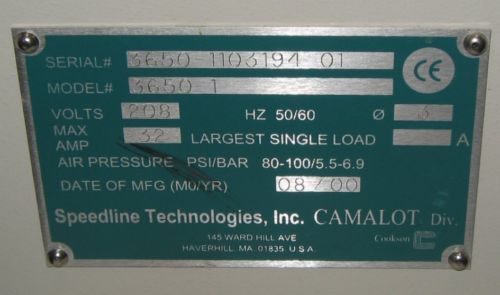 SERIAL# 3650-1103194 01
MODEL# 3650 1
VOLTS 208 HZ 50/60 Ø 3
MAX AMP 32 LARGEST SINGLE LOAD A
AIR PRESSURE PSI/BAR 80-100/5.5-6.9
DATE OF MFG (MO/YR) 08/00
Speedline Technologies, Inc. CAMALOT Div.
145 WARD HILL AVE
HAVERHILL, MA. 01835 U.S.A
Cookson
CE